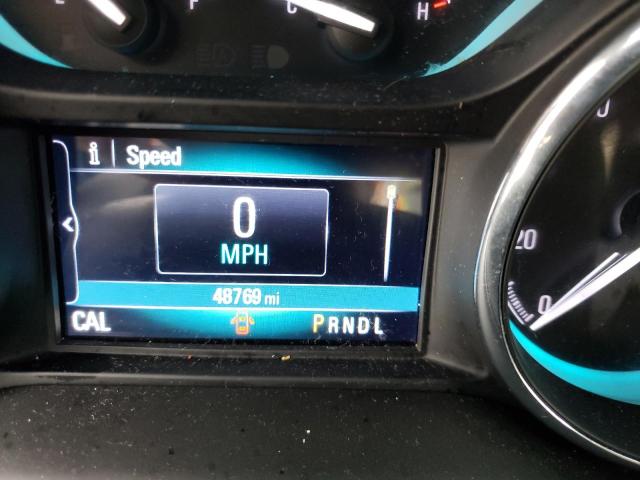 E F C H
i Speed
0
MPH
48769 mi
CAL PRNDL
20
0